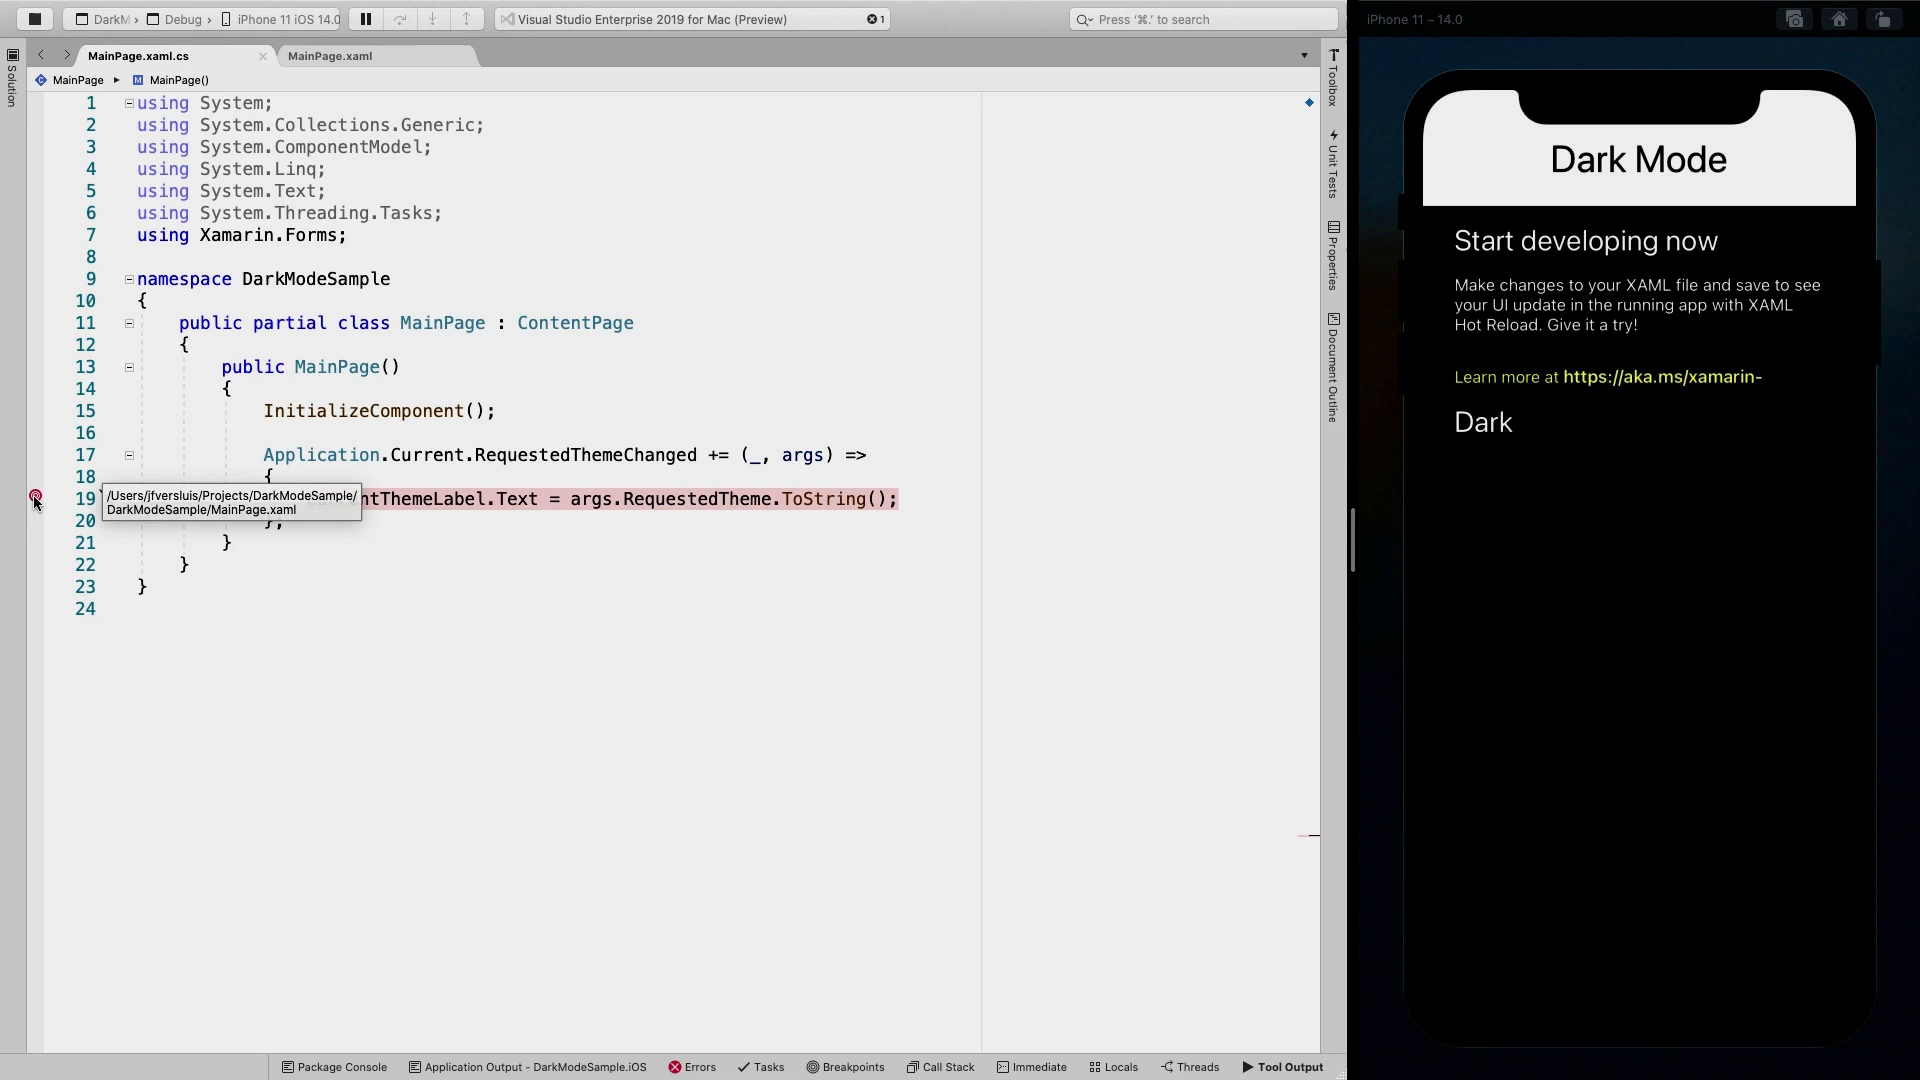 DarkM
Debug
iPhone 11 iOS 14.0
Visual Studio Enterprise 2019 for Mac (Preview)
1
Press '⌘.' to search
iPhone 11 – 14.0
Solution
MainPage.xaml.cs
MainPage.xaml
MainPage
MainPage()
1 using System;
2 using System.Collections.Generic;
3 using System.ComponentModel;
4 using System.Linq;
5 using System.Text;
6 using System.Threading.Tasks;
7 using Xamarin.Forms;
8
9 namespace DarkModeSample
10 {
11 public partial class MainPage : ContentPage
12 {
13 public MainPage()
14 {
15 InitializeComponent();
16
17 Application.Current.RequestedThemeChanged += (_, args) =>
18 {
19 ntThemeLabel.Text = args.RequestedTheme.ToString();
20 };
21 }
22 }
23 }
24
/Users/jfversluis/Projects/DarkModeSample/
DarkModeSample/MainPage.xaml
Toolbox
Unit Tests
Properties
Document Outline
Dark Mode
Start developing now
Make changes to your XAML file and save to see
your UI update in the running app with XAML
Hot Reload. Give it a try!
Learn more at https://aka.ms/xamarin-
Dark
Package Console
Application Output - DarkModeSample.iOS
Errors
Tasks
Breakpoints
Call Stack
Immediate
Locals
Threads
Tool Output